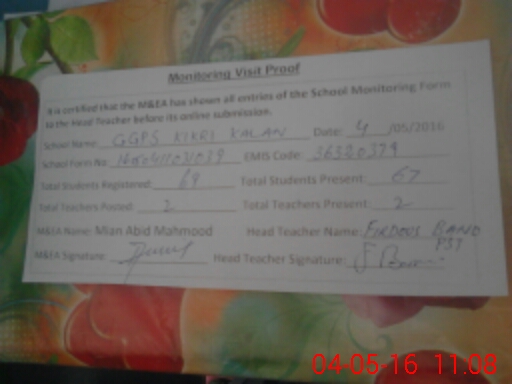 Monitoring Visit Proof
It is certified that the M&EA has shown all entries of the School Monitoring Form
to the Head Teacher before its online submission.
School Name: GGPS KIKRI KALAN Date: 4 /05/2016
School Form No: EMIS Code: 36320379
Total Students Registered: 69 Total Students Present: 67
Total Teachers Posted: 2 Total Teachers Present: 2
M&EA Name: Mian Abid Mahmood Head Teacher Name: FIRDOUS BANO
PST
M&EA Signature: Head Teacher Signature:
04-05-16 11:08